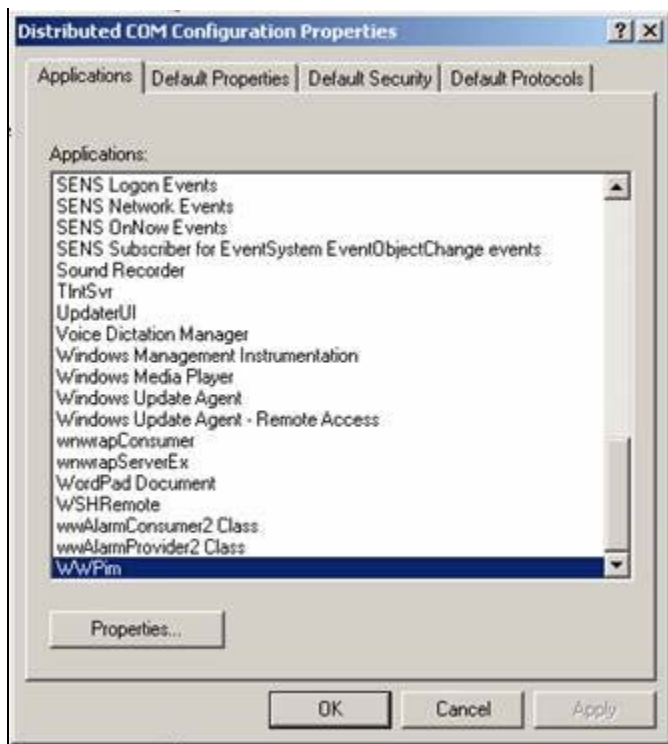 Distributed COM Configuration Properties
Applications
Default Properties
Default Security
Default Protocols
Applications:
SENS Logon Events
SENS Network Events
SENS OnNow Events
SENS Subscriber for EventSystem EventObjectChange events
Sound Recorder
TlntSvr
UpdaterUI
Voice Dictation Manager
Windows Management Instrumentation
Windows Media Player
Windows Update Agent
Windows Update Agent - Remote Access
wnwrapConsumer
wnwrapServerEx
WordPad Document
WSHRemote
wwAlarmConsumer2 Class
wwAlarmProvider2 Class
WWPim
Properties...
OK
Cancel
Apply